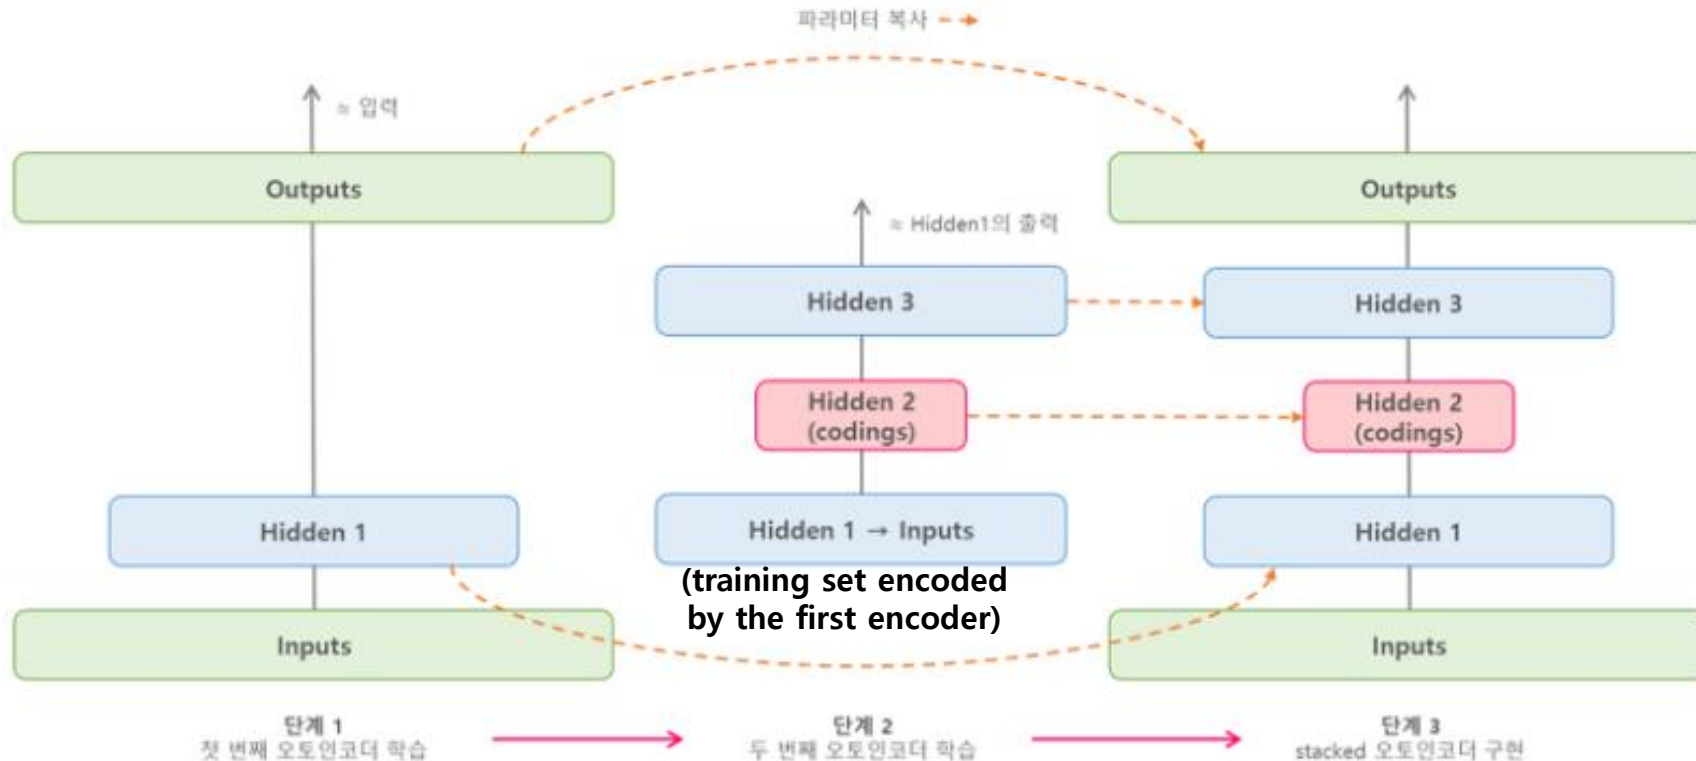 파라미터 복사
≈ 입력
Outputs
Hidden 1
Inputs
단계 1
첫 번째 오토인코더 학습
≈ Hidden1의 출력
Hidden 3
Hidden 2
(codings)
Hidden 1 → Inputs
(training set encoded
by the first encoder)
단계 2
두 번째 오토인코더 학습
Outputs
Hidden 3
Hidden 2
(codings)
Hidden 1
Inputs
단계 3
stacked 오토인코더 구현